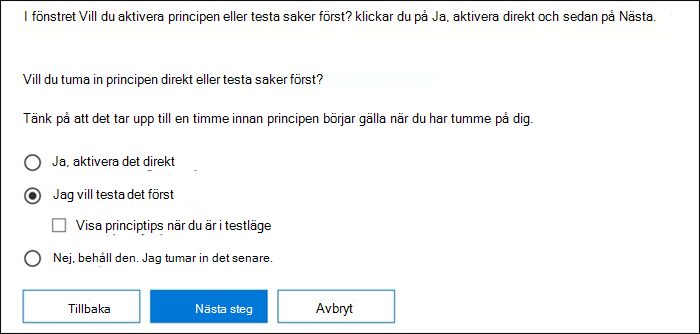 I fönstret Vill du aktivera principen eller testa saker först? klickar du på Ja, aktivera direkt och sedan på Nästa.
Vill du tuma in principen direkt eller testa saker först?
Tänk på att det tar upp till en timme innan principen börjar gälla när du har tumme på dig.
Ja, aktivera det direkt
Jag vill testa det först
Visa principtips när du är i testläge
Nej, behåll den. Jag tumar in det senare.
Tillbaka
Nästa steg
Avbryt